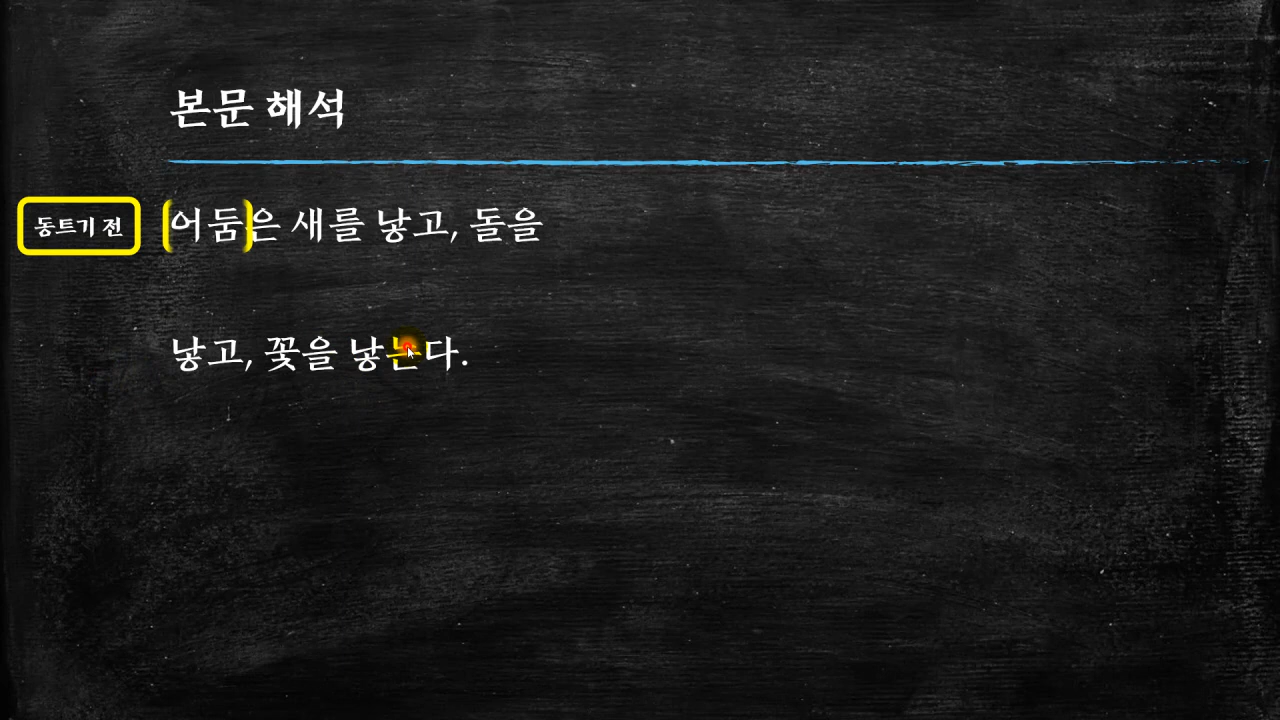 본문 해석
동트기 전
어둠은 새를 낳고, 돌을
낳고, 꽃을 낳는다.